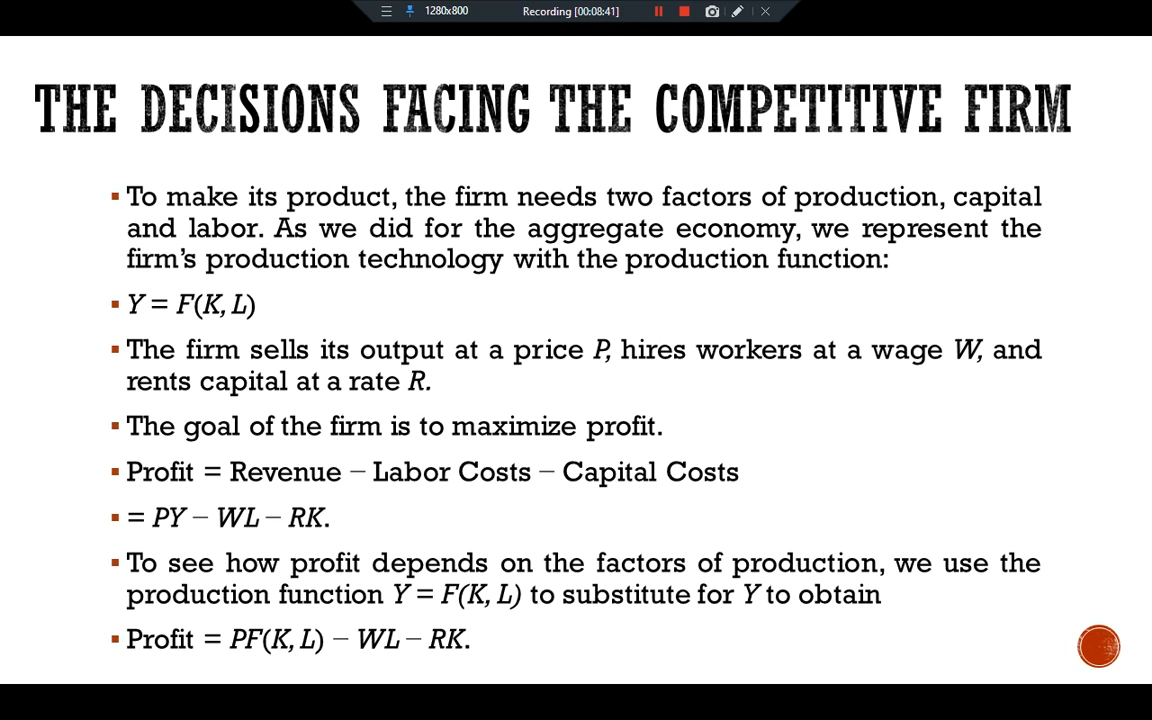 1280x800
Recording [00:08:41]
THE DECISIONS FACING THE COMPETITIVE FIRM
▪ To make its product, the firm needs two factors of production, capital
and labor. As we did for the aggregate economy, we represent the
firm’s production technology with the production function:
▪ Y = F(K, L)
▪ The firm sells its output at a price P, hires workers at a wage W, and
rents capital at a rate R.
▪ The goal of the firm is to maximize profit.
▪ Profit = Revenue − Labor Costs − Capital Costs
▪ = PY − WL − RK.
▪ To see how profit depends on the factors of production, we use the
production function Y = F(K, L) to substitute for Y to obtain
▪ Profit = PF(K, L) − WL − RK.